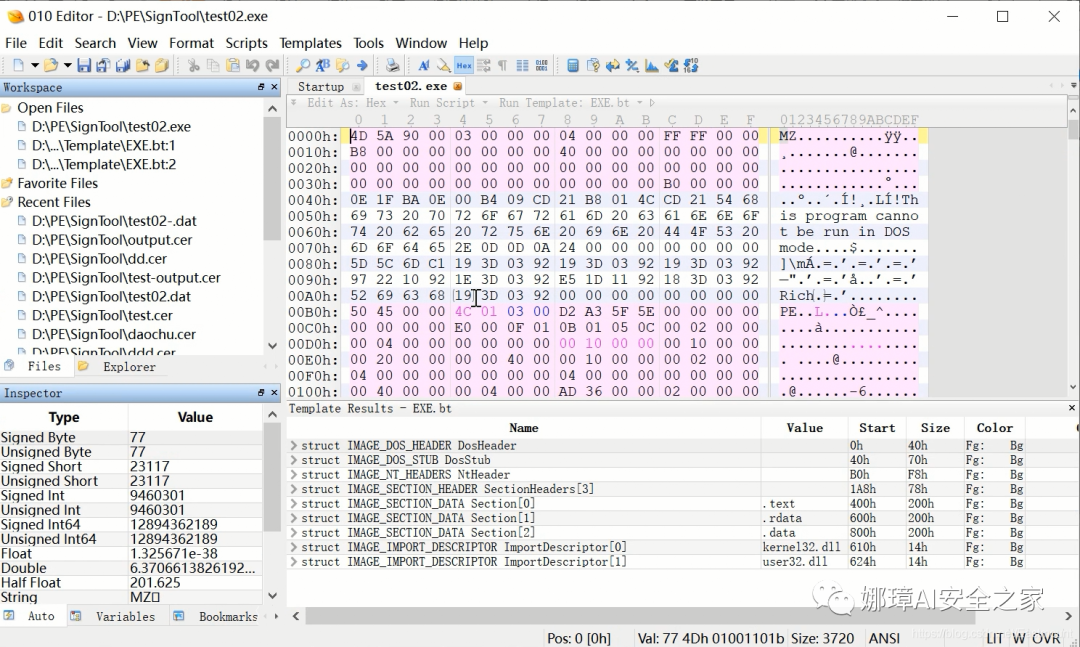 010 Editor - D:\PE\SignTool\test02.exe
File Edit Search View Format Scripts Templates Tools Window Help
Workspace
Open Files
D:\PE\SignTool\test02.exe
D:\...\Template\EXE.bt:1
D:\...\Template\EXE.bt:2
Favorite Files
Recent Files
D:\PE\SignTool\test02-.dat
D:\PE\SignTool\output.cer
D:\PE\SignTool\dd.cer
D:\PE\SignTool\test-output.cer
D:\PE\SignTool\test02.dat
D:\PE\SignTool\test.cer
D:\PE\SignTool\daochu.cer
D:\PE\SignTool\ddd.cer
Files Explorer
Startup test02.exe
Edit As: Hex Run Script Run Template: EXE.bt
0 1 2 3 4 5 6 7 8 9 A B C D E F 0123456789ABCDEF
0000h: 4D 5A 90 00 03 00 00 00 04 00 00 00 FF FF 00 00 MZ..........ÿÿ..
0010h: B8 00 00 00 00 00 00 00 40 00 00 00 00 00 00 00 ¸.......@.......
0020h: 00 00 00 00 00 00 00 00 00 00 00 00 00 00 00 00 ................
0030h: 00 00 00 00 00 00 00 00 00 00 00 00 B0 00 00 00 ............°...
0040h: 0E 1F BA 0E 00 B4 09 CD 21 B8 01 4C CD 21 54 68 ..º..´.Í!¸.LÍ!Th
0050h: 69 73 20 70 72 6F 67 72 61 6D 20 63 61 6E 6E 6F is program canno
0060h: 74 20 62 65 20 72 75 6E 20 69 6E 20 44 4F 53 20 t be run in DOS
0070h: 6D 6F 64 65 2E 0D 0D 0A 24 00 00 00 00 00 00 00 mode....$.......
0080h: 5D 5C 6D C1 19 3D 03 92 19 3D 03 92 19 3D 03 92 ]\mÁ.=.’.=.’.=.’
0090h: 97 22 10 92 1E 3D 03 92 E5 1D 11 92 18 3D 03 92 —".’.=.’å..’.=.’
00A0h: 52 69 63 68 19 3D 03 92 00 00 00 00 00 00 00 00 Rich.=.’........
00B0h: 50 45 00 00 4C 01 03 00 D2 A3 5F 5E 00 00 00 00 PE..L...Ò£_^....
00C0h: 00 00 00 00 E0 00 0F 01 0B 01 05 0C 00 02 00 00 ....à...........
00D0h: 00 04 00 00 00 00 00 00 00 10 00 00 00 10 00 00 ................
00E0h: 00 20 00 00 00 00 40 00 00 10 00 00 00 02 00 00 . ....@.........
00F0h: 04 00 00 00 00 00 00 00 04 00 00 00 00 00 00 00 ................
0100h: 00 40 00 00 00 04 00 00 AD 36 00 00 02 00 00 00 .@......-6......
Inspector
Type Value
Signed Byte 77
Unsigned Byte 77
Signed Short 23117
Unsigned Short 23117
Signed Int 9460301
Unsigned Int 9460301
Signed Int64 12894362189
Unsigned Int64 12894362189
Float 1.325671e-38
Double 6.3706613826192...
Half Float 201.625
String MZ
Auto Variables Bookmarks
Template Results - EXE.bt
Name Value Start Size Color
struct IMAGE_DOS_HEADER DosHeader 0h 40h Fg: Bg
struct IMAGE_DOS_STUB DosStub 40h 70h Fg: Bg
struct IMAGE_NT_HEADERS NtHeader B0h F8h Fg: Bg
struct IMAGE_SECTION_HEADER SectionHeaders[3] 1A8h 78h Fg: Bg
struct IMAGE_SECTION_DATA Section[0] .text 400h 200h Fg: Bg
struct IMAGE_SECTION_DATA Section[1] .rdata 600h 200h Fg: Bg
struct IMAGE_SECTION_DATA Section[2] .data 800h 200h Fg: Bg
struct IMAGE_IMPORT_DESCRIPTOR ImportDescriptor[0] kernel32.dll 610h 14h Fg: Bg
struct IMAGE_IMPORT_DESCRIPTOR ImportDescriptor[1] user32.dll 624h 14h Fg: Bg
娜璋AI安全之家
Pos: 0 [0h] Val: 77 4Dh 01001101b Size: 3720 ANSI LIT W OVR